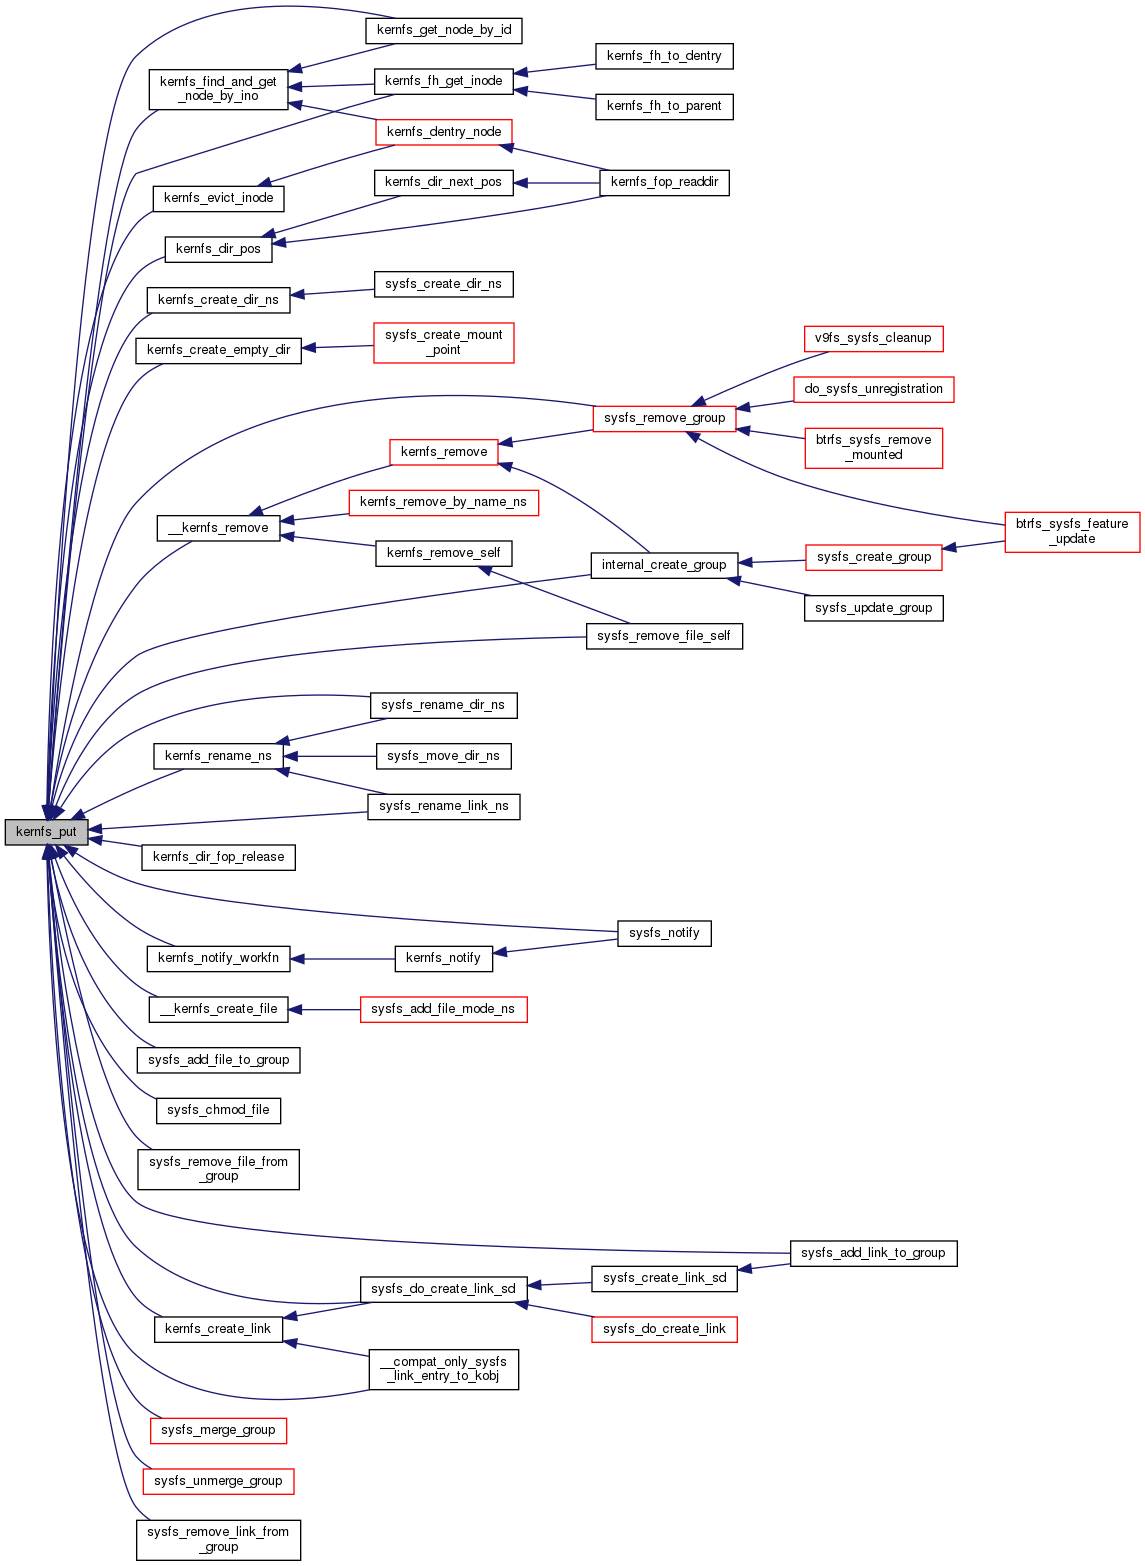 kernfs_get_node_by_id
kernfs_find_and_get
_node_by_ino
kernfs_fh_get_inode
kernfs_fh_to_dentry
kernfs_fh_to_parent
kernfs_dentry_node
kernfs_evict_inode
kernfs_dir_next_pos
kernfs_fop_readdir
kernfs_dir_pos
kernfs_create_dir_ns
sysfs_create_dir_ns
kernfs_create_empty_dir
sysfs_create_mount
_point
v9fs_sysfs_cleanup
do_sysfs_unregistration
sysfs_remove_group
btrfs_sysfs_remove
_mounted
kernfs_remove
kernfs_remove_by_name_ns
__kernfs_remove
kernfs_remove_self
btrfs_sysfs_feature
_update
internal_create_group
sysfs_create_group
sysfs_update_group
sysfs_remove_file_self
sysfs_rename_dir_ns
kernfs_rename_ns
sysfs_move_dir_ns
sysfs_rename_link_ns
kernfs_put
kernfs_dir_fop_release
sysfs_notify
kernfs_notify_workfn
kernfs_notify
__kernfs_create_file
sysfs_add_file_mode_ns
sysfs_add_file_to_group
sysfs_chmod_file
sysfs_remove_file_from
_group
sysfs_add_link_to_group
sysfs_do_create_link_sd
sysfs_create_link_sd
kernfs_create_link
sysfs_do_create_link
__compat_only_sysfs
_link_entry_to_kobj
sysfs_merge_group
sysfs_unmerge_group
sysfs_remove_link_from
_group